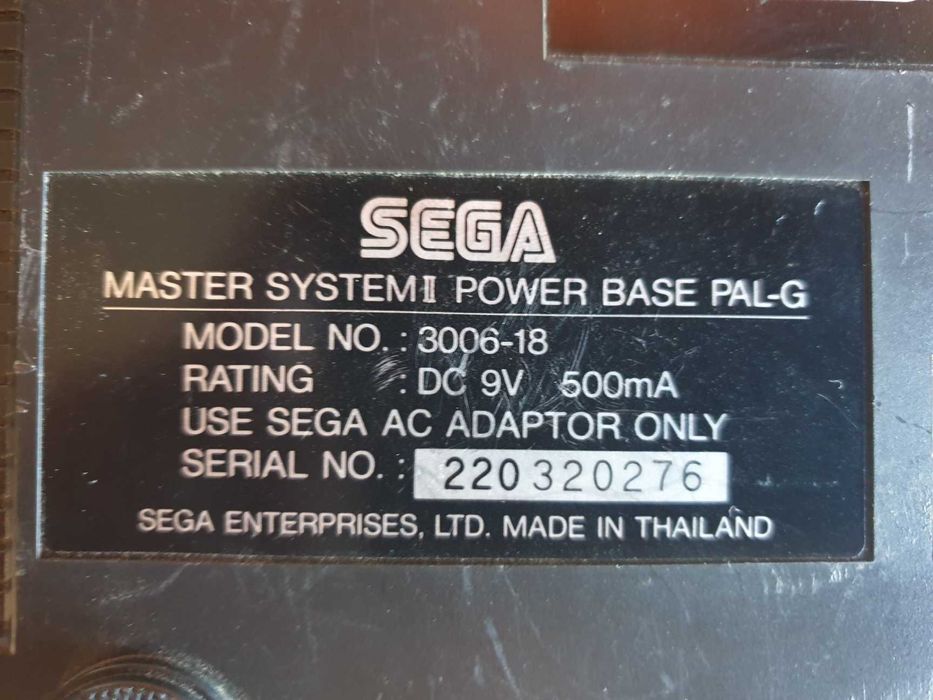 SEGA
MASTER SYSTEM II POWER BASE PAL-G
MODEL NO. : 3006-18
RATING : DC 9V 500mA
USE SEGA AC ADAPTOR ONLY
SERIAL NO. : 220320276
SEGA ENTERPRISES, LTD. MADE IN THAILAND